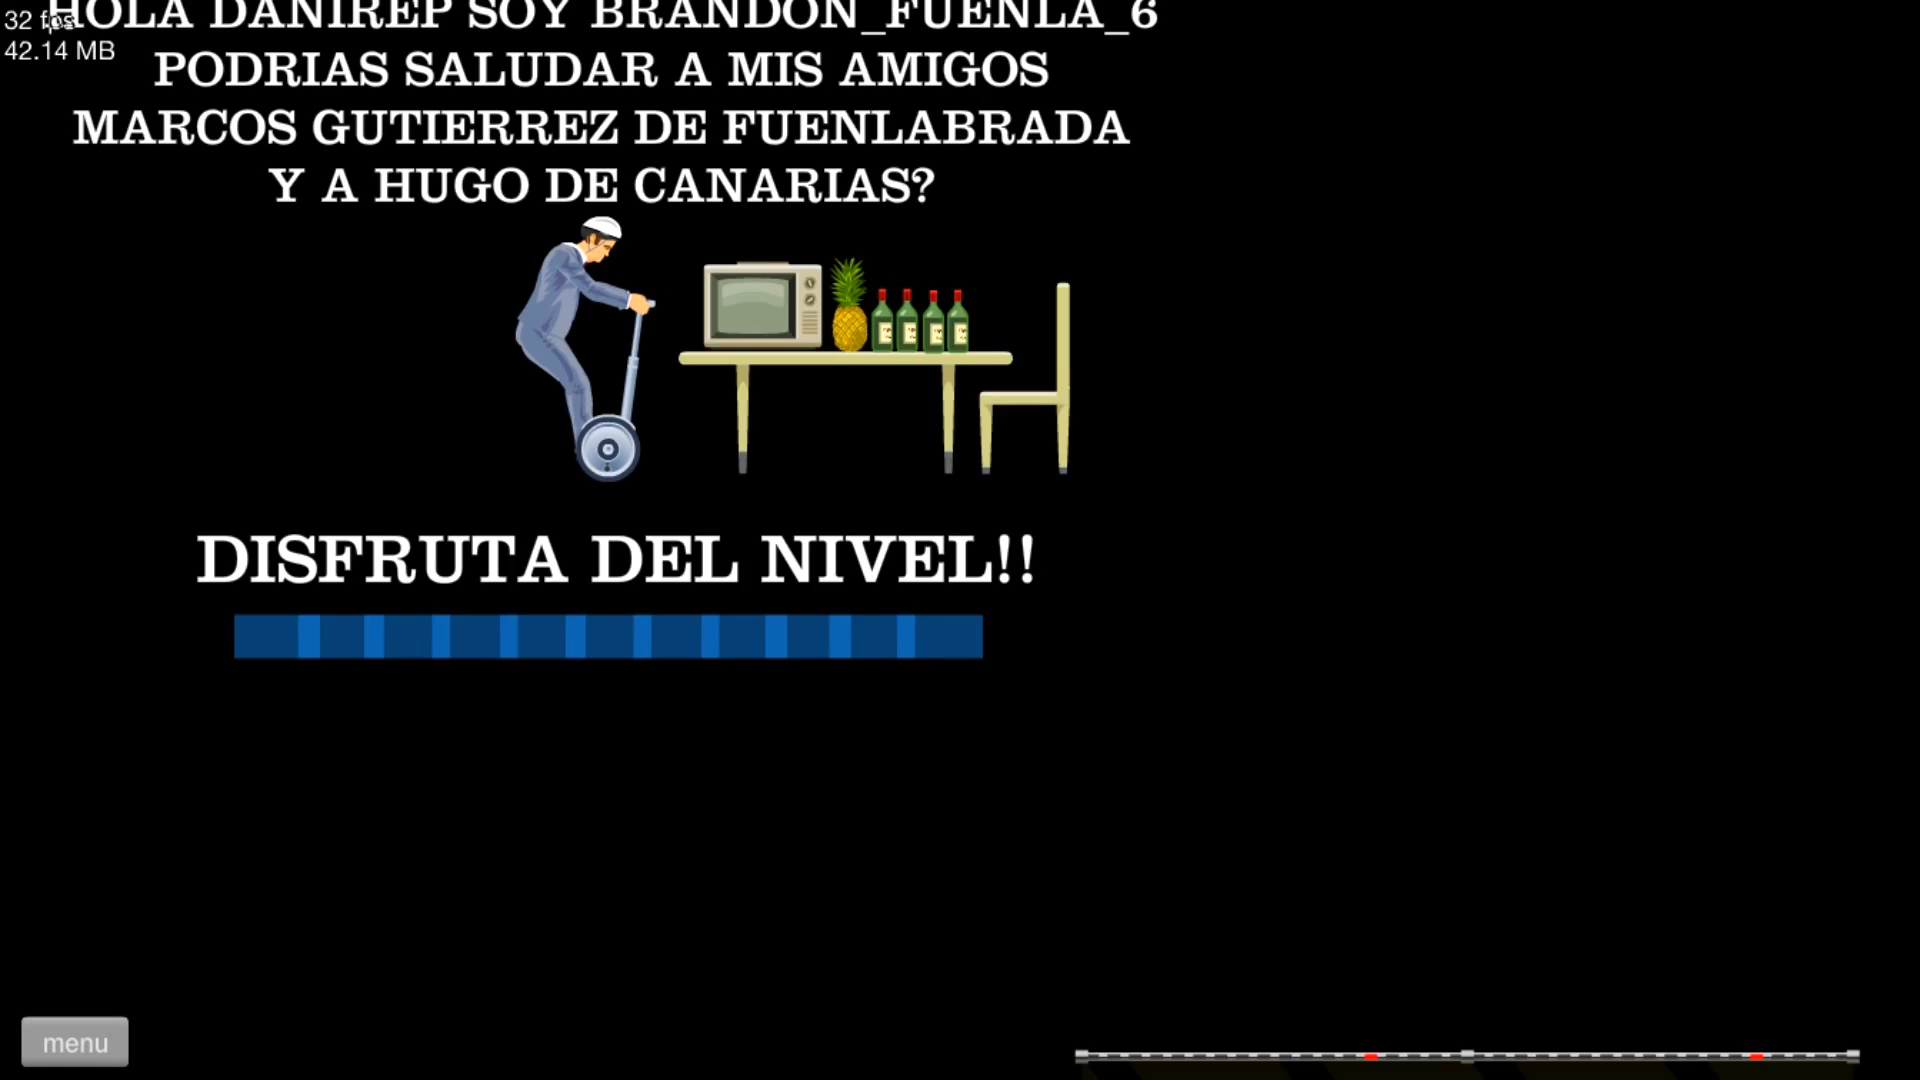 32 fps
42.14 MB
HOLA DANIREP SOY BRANDON_FUENLA_6
PODRIAS SALUDAR A MIS AMIGOS
MARCOS GUTIERREZ DE FUENLABRADA
Y A HUGO DE CANARIAS?
DISFRUTA DEL NIVEL!!
menu